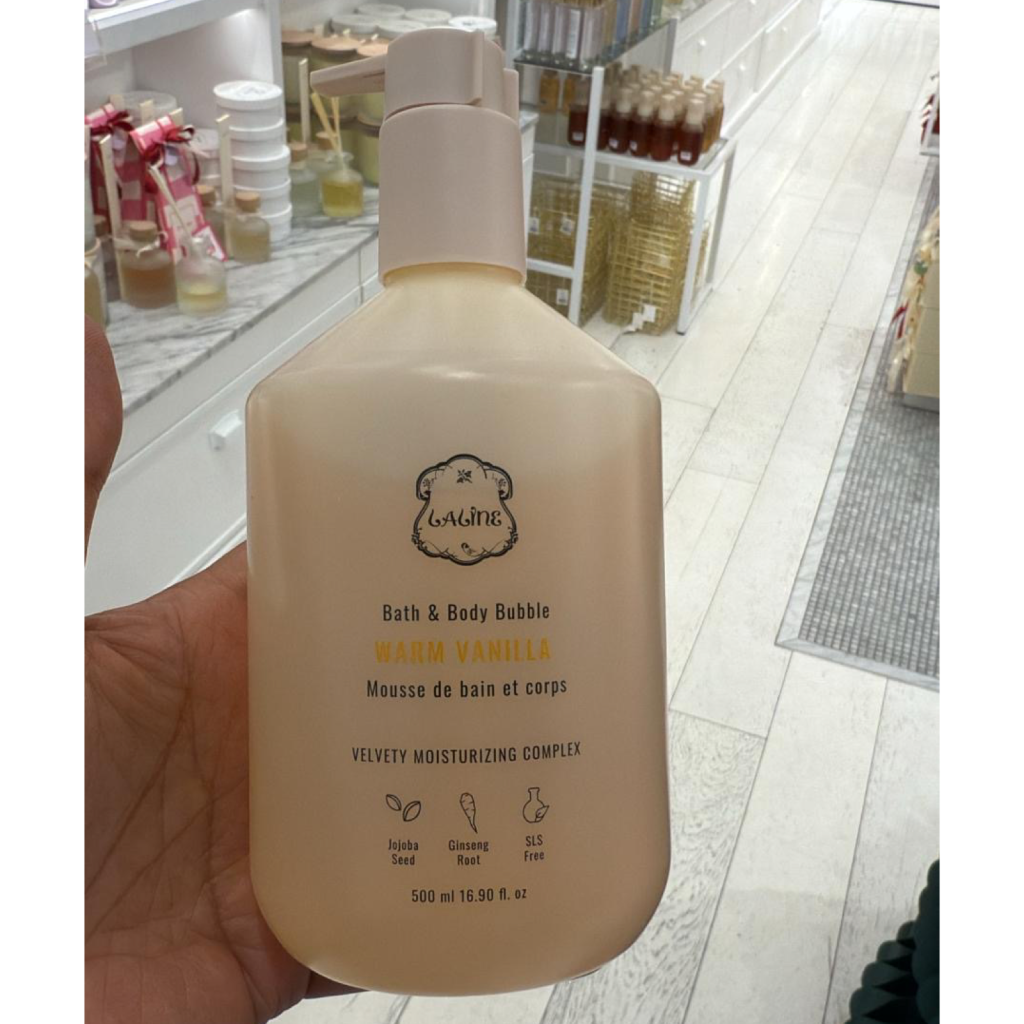 LALINE
Bath & Body Bubble
WARM VANILLA
Mousse de bain et corps
VELVETY MOISTURIZING COMPLEX
Jojoba Seed
Ginseng Root
SLS Free
500 ml 16.90 fl. oz